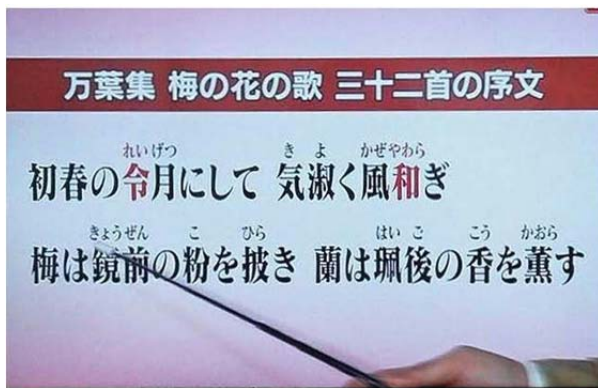 万葉集 梅の花の歌 三十二首の序文
れいげつ き よ かぜやわら
初春の令月にして 気淑く風和ぎ
きょうぜん こ ひら はい ご こう かおら
梅は鏡前の粉を披き 蘭は珮後の香を薫す